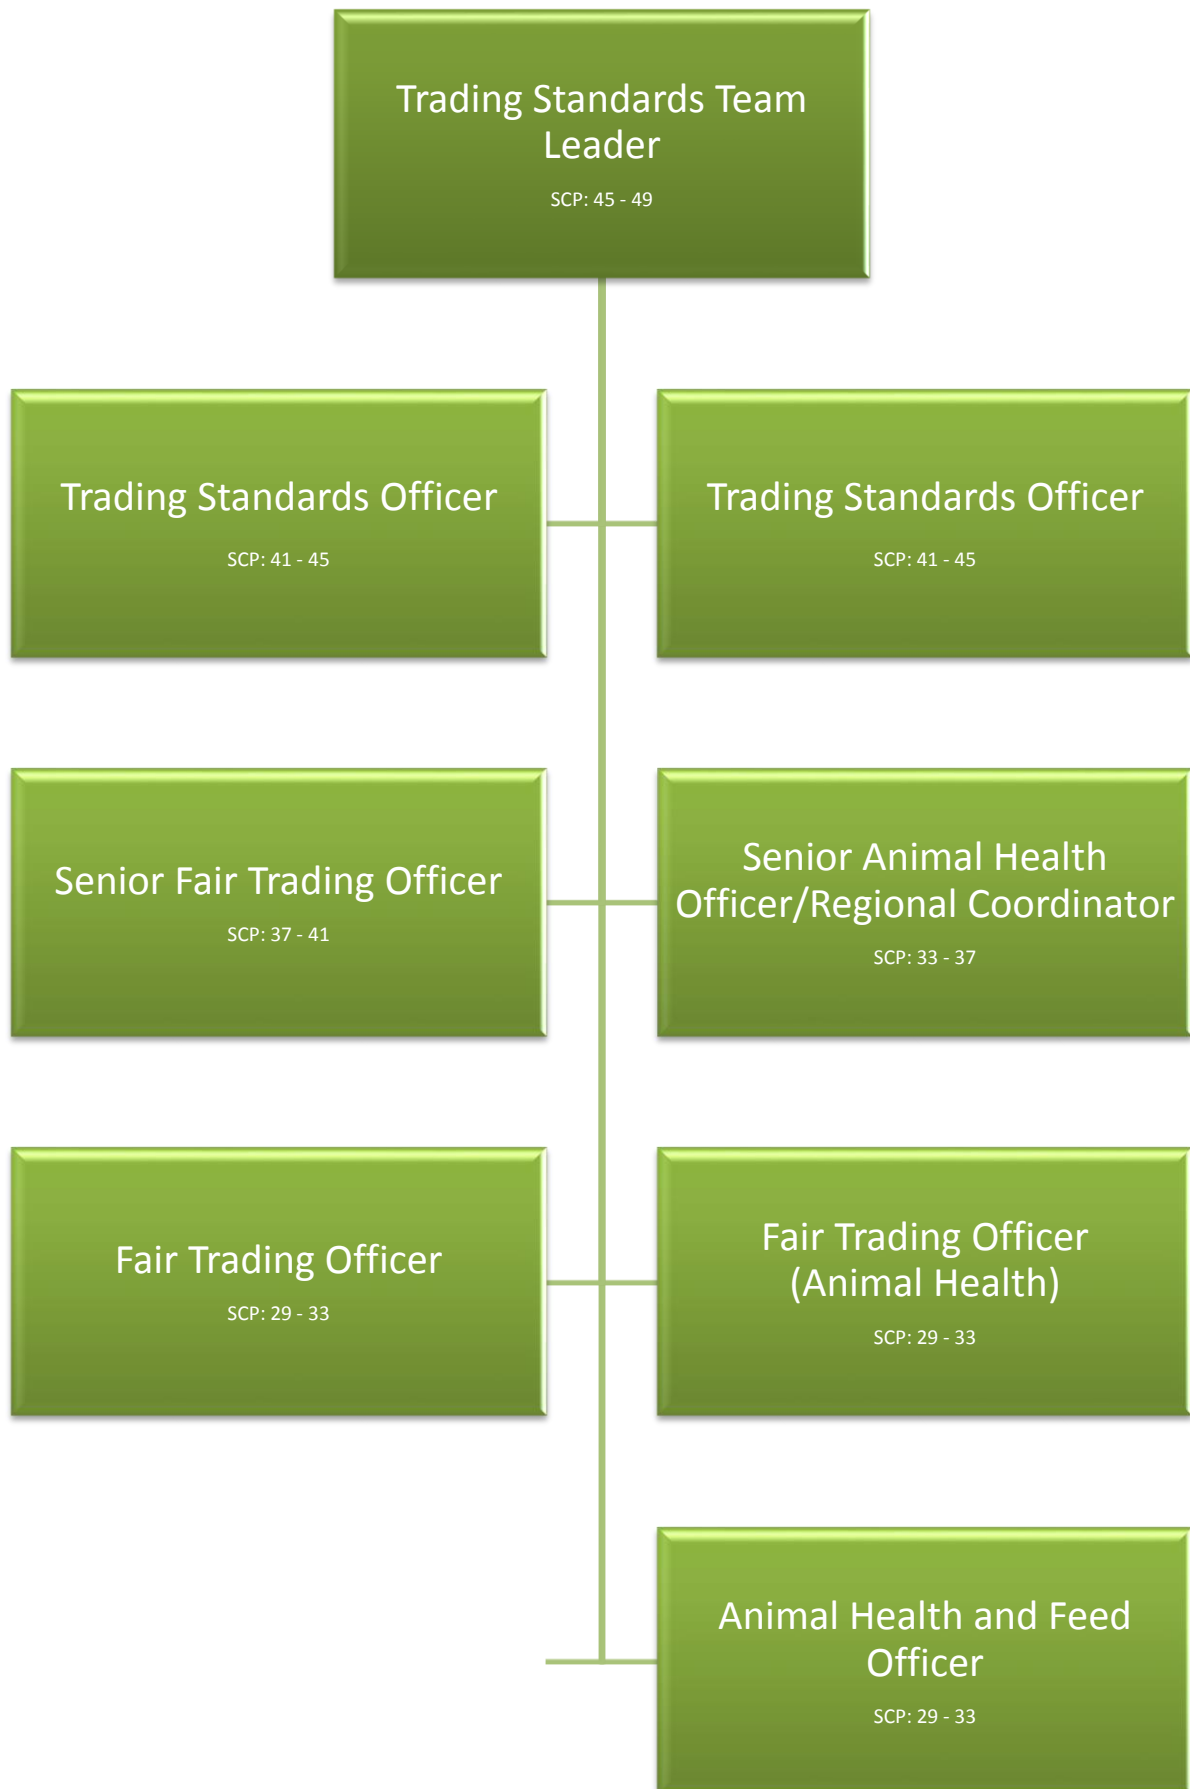 Trading Standards Team
Leader
SCP: 45 - 49
Trading Standards Officer
SCP: 41 - 45
Trading Standards Officer
SCP: 41 - 45
Senior Fair Trading Officer
SCP: 37 - 41
Senior Animal Health
Officer/Regional Coordinator
SCP: 33 - 37
Fair Trading Officer
SCP: 29 - 33
Fair Trading Officer
(Animal Health)
SCP: 29 - 33
Animal Health and Feed
Officer
SCP: 29 - 33